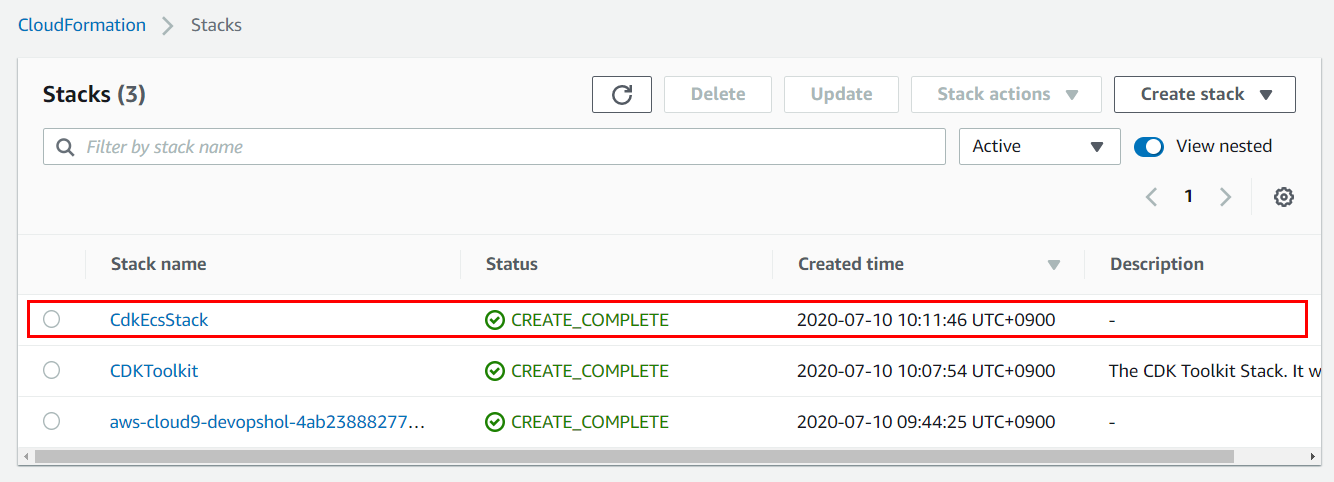 CloudFormation > Stacks
Stacks (3) Delete Update Stack actions Create stack
Filter by stack name Active View nested
1
Stack name Status Created time Description
CdkEcsStack CREATE_COMPLETE 2020-07-10 10:11:46 UTC+0900 -
CDKToolkit CREATE_COMPLETE 2020-07-10 10:07:54 UTC+0900 The CDK Toolkit Stack. It w
aws-cloud9-devopshol-4ab23888277... CREATE_COMPLETE 2020-07-10 09:44:25 UTC+0900 -